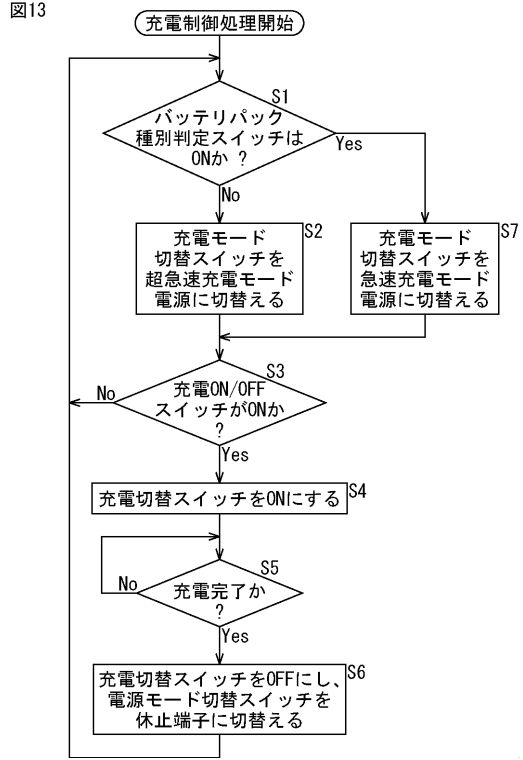 図13
充電制御処理開始
S1
バッテリパック
種別判定スイッチは
ONか ?
Yes
No
S2
充電モード
切替スイッチを
超急速充電モード
電源に切替える
S7
充電モード
切替スイッチを
急速充電モード
電源に切替える
S3
充電ON/OFF
スイッチがONか
?
No
Yes
S4
充電切替スイッチをONにする
S5
充電完了か
?
No
Yes
S6
充電切替スイッチをOFFにし、
電源モード切替スイッチを
休止端子に切替える